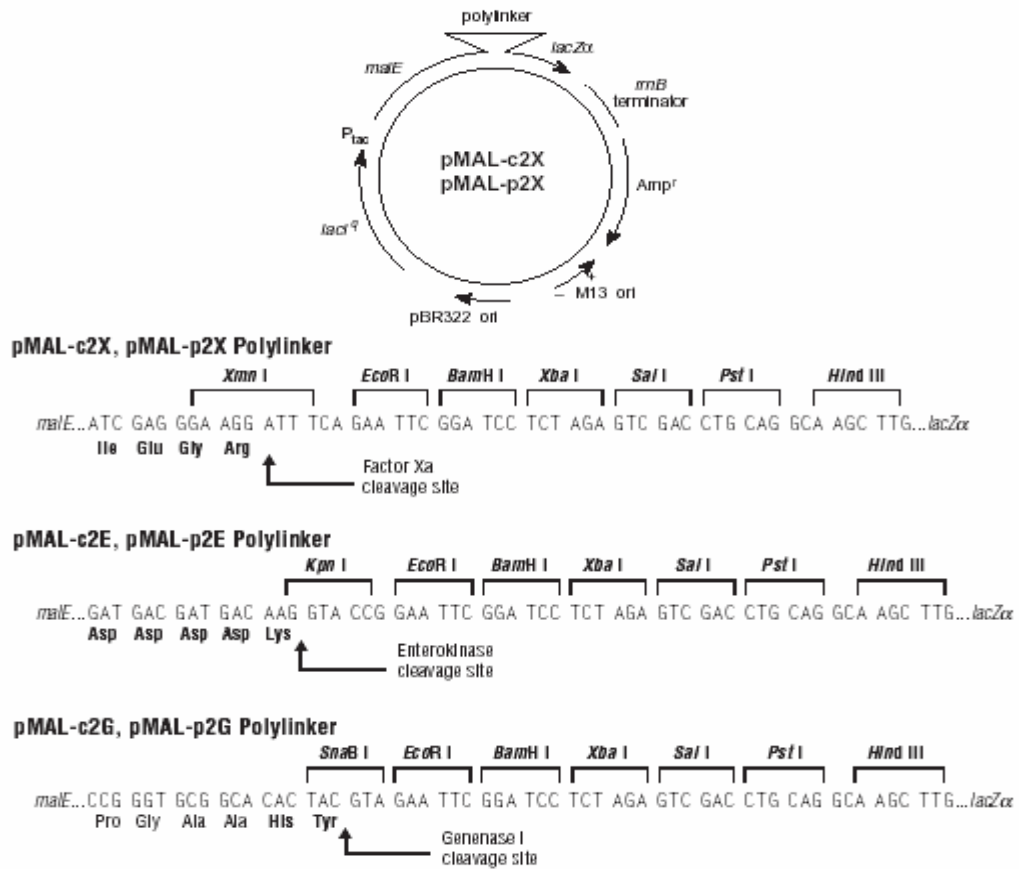 polylinker
malE
lacZα
rrnB
terminator
Ptac
pMAL-c2X
pMAL-p2X
Ampr
lacI q
+
– M13 ori
pBR322 ori
pMAL-c2X, pMAL-p2X Polylinker
Xmn I EcoR I BamH I Xba I Sal I Pst I Hind III
malE...ATC GAG GGA AGG ATT TCA GAA TTC GGA TCC TCT AGA GTC GAC CTG CAG GCA AGC TTG...lacZα
Ile Glu Gly Arg
Factor Xa
cleavage site
pMAL-c2E, pMAL-p2E Polylinker
Kpn I EcoR I BamH I Xba I Sal I Pst I Hind III
malE...GAT GAC GAT GAC AAG GTA CCG GAA TTC GGA TCC TCT AGA GTC GAC CTG CAG GCA AGC TTG...lacZα
Asp Asp Asp Asp Lys
Enterokinase
cleavage site
pMAL-c2G, pMAL-p2G Polylinker
SnaB I EcoR I BamH I Xba I Sal I Pst I Hind III
malE...CCG GGT GCG GCA CAC TAC GTA GAA TTC GGA TCC TCT AGA GTC GAC CTG CAG GCA AGC TTG...lacZα
Pro Gly Ala Ala His Tyr
Genenase I
cleavage site